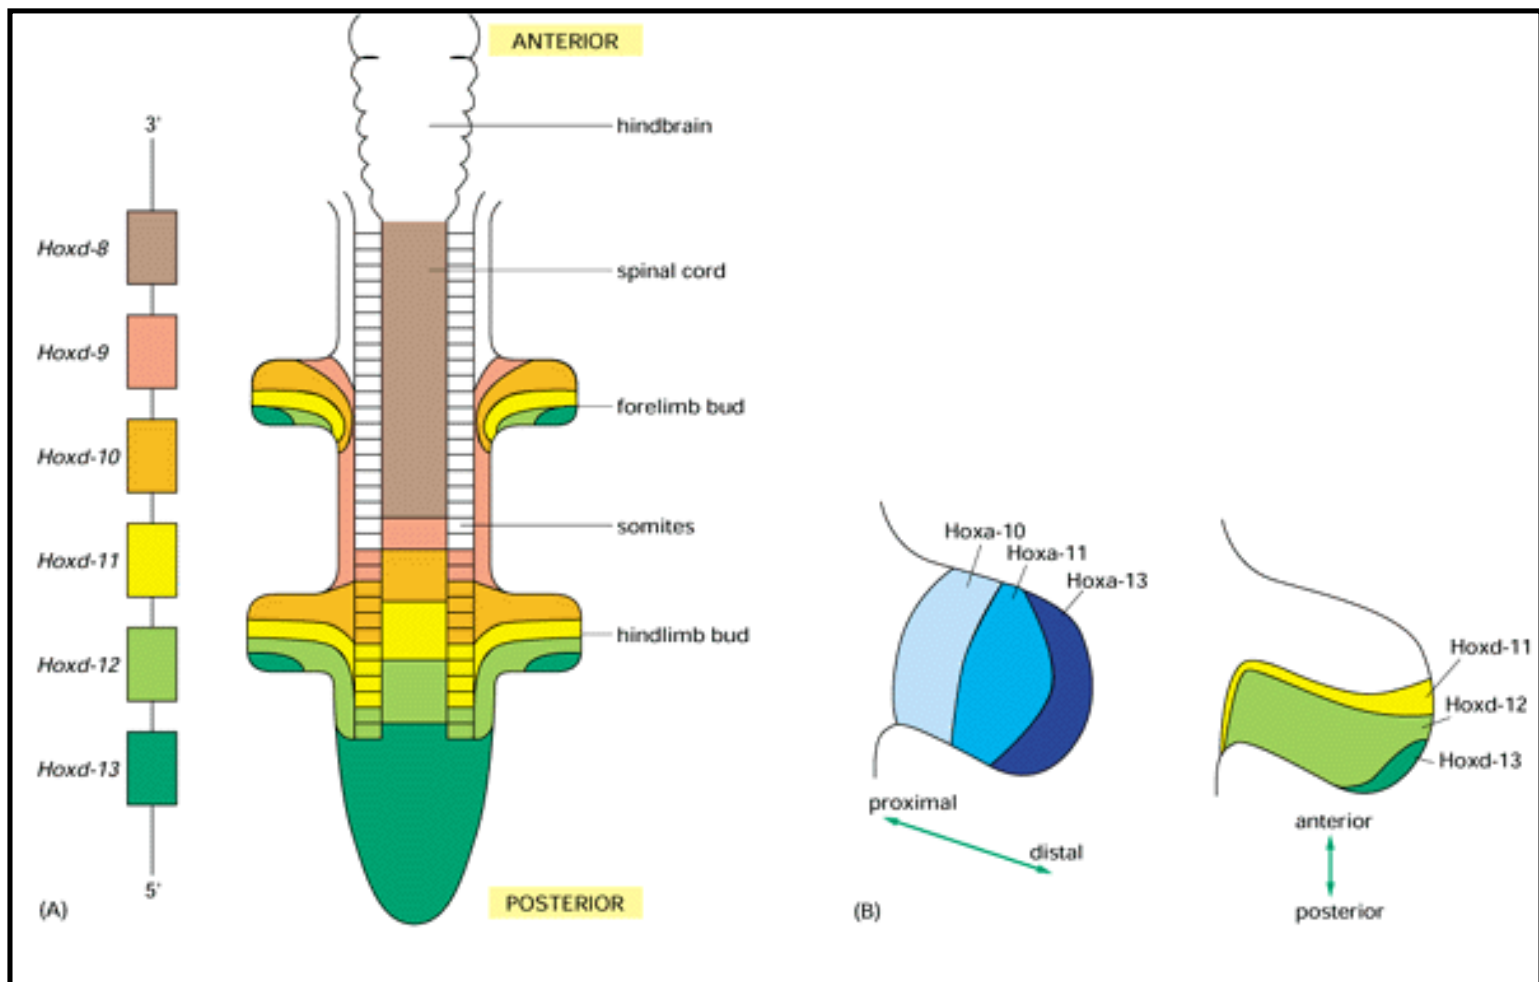 ANTERIOR
hindbrain
3'
Hoxd-8
spinal cord
Hoxd-9
forelimb bud
Hoxd-10
somites
Hoxd-11
hindlimb bud
Hoxd-12
Hoxd-13
5'
POSTERIOR
(A)
Hoxa-10
Hoxa-11
Hoxa-13
proximal
distal
Hoxd-11
Hoxd-12
Hoxd-13
anterior
posterior
(B)